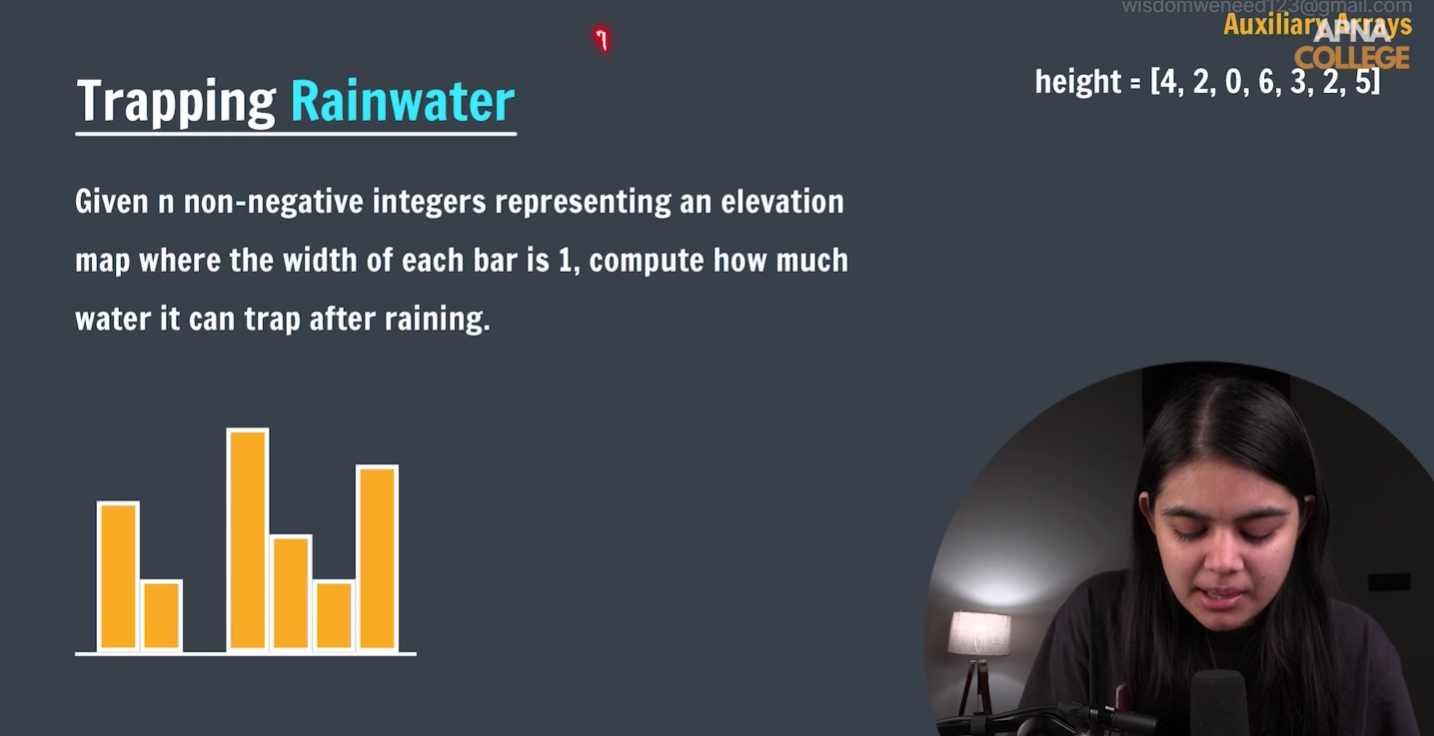 wisdomweneed123@gmail.com
Auxiliary Arrays
APNA
COLLEGE
height = [4, 2, 0, 6, 3, 2, 5]
Trapping Rainwater
Given n non-negative integers representing an elevation
map where the width of each bar is 1, compute how much
water it can trap after raining.